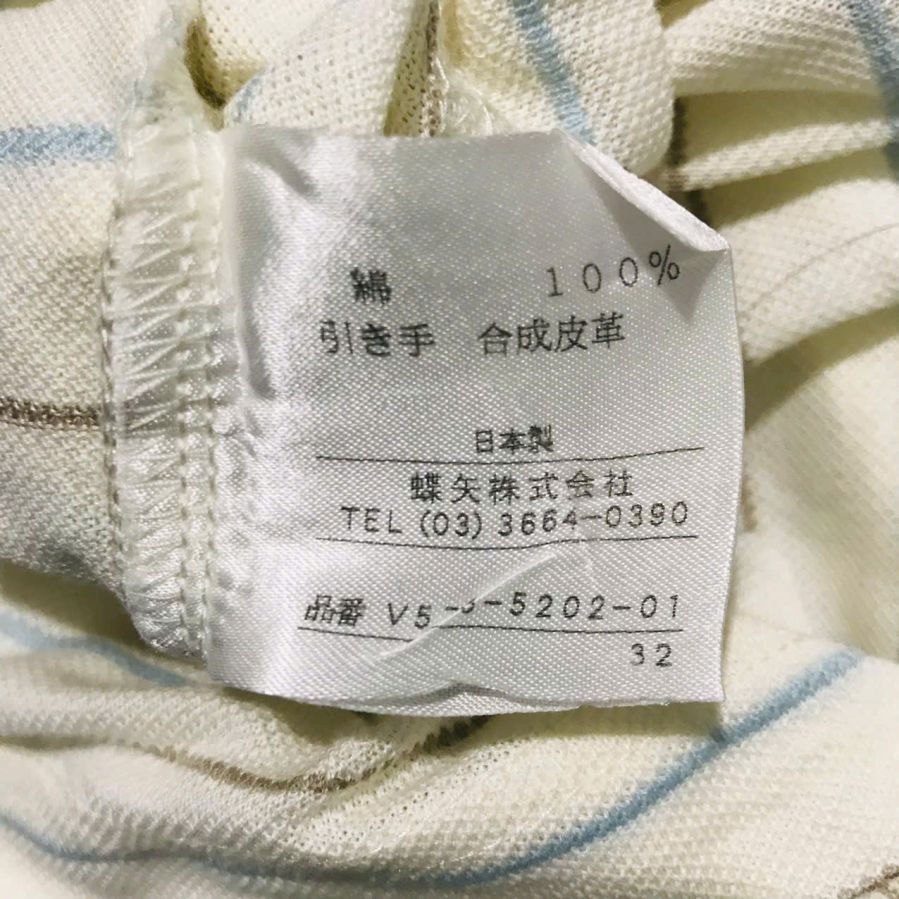 綿 100%
引き手 合成皮革
日本製
蝶矢株式会社
TEL (03) 3664-0390
品番 V5- -5202-01
32